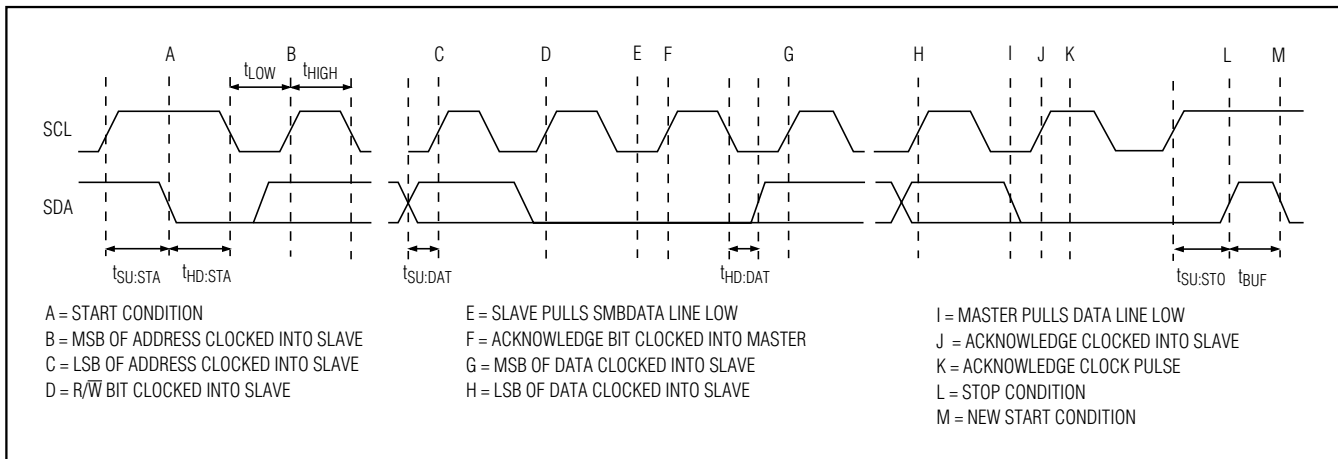 A B C D E F G H I J K L M
tLOW tHIGH
SCL
SDA
tSU:STA tHD:STA tSU:DAT tHD:DAT tSU:STO tBUF
A = START CONDITION
B = MSB OF ADDRESS CLOCKED INTO SLAVE
C = LSB OF ADDRESS CLOCKED INTO SLAVE
D = R/W̅ BIT CLOCKED INTO SLAVE
E = SLAVE PULLS SMBDATA LINE LOW
F = ACKNOWLEDGE BIT CLOCKED INTO MASTER
G = MSB OF DATA CLOCKED INTO SLAVE
H = LSB OF DATA CLOCKED INTO SLAVE
I = MASTER PULLS DATA LINE LOW
J = ACKNOWLEDGE CLOCKED INTO SLAVE
K = ACKNOWLEDGE CLOCK PULSE
L = STOP CONDITION
M = NEW START CONDITION